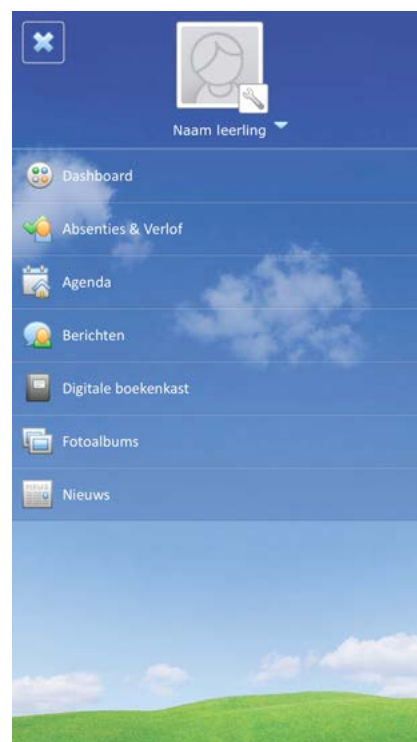 Naam leerling
Dashboard
Absenties & Verlof
Agenda
Berichten
Digitale boekenkast
Fotoalbums
Nieuws